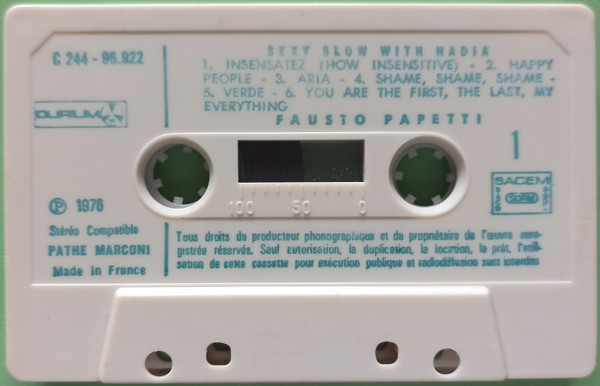 SEXY SLOW WITH NADIA
C 244 - 96.922
1. INSENSATEZ (HOW INSENSITIVE) - 2. HAPPY
PEOPLE - 3. ARIA - 4. SHAME, SHAME, SHAME -
5. VERDE - 6. YOU ARE THE FIRST, THE LAST, MY
EVERYTHING
FAUSTO PAPETTI
DURIUM
1
SACEM
SDRM
100 50 0
℗ 1976
Stéréo Compatible
PATHE MARCONI
Made in France
Tous droits du producteur phonographique et du propriétaire de l'œuvre enre-
gistrée réservés. Sauf autorisation, la duplication, la location, le prêt, l'utili-
sation de cette cassette pour exécution publique et radiodiffusion sont interdits